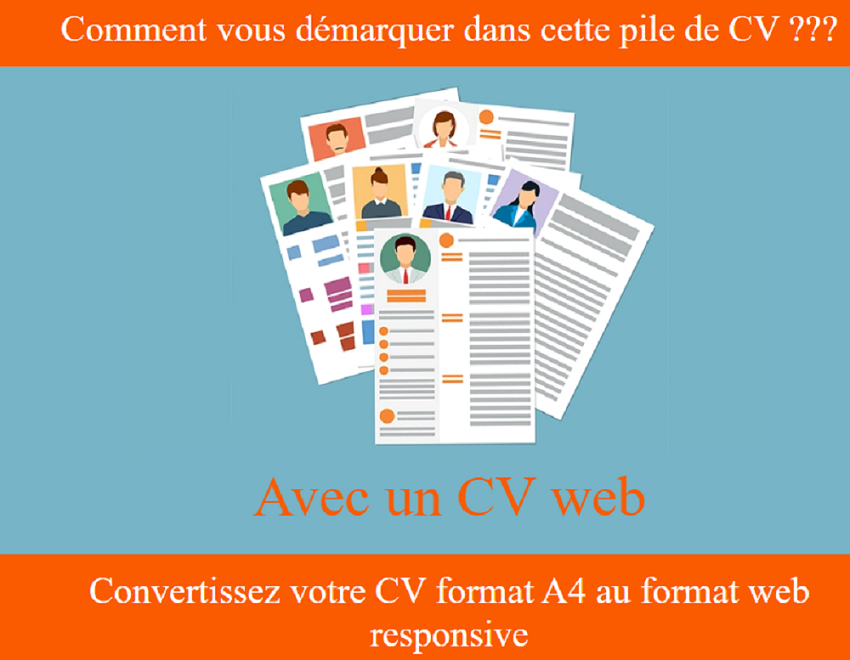 Comment vous démarquer dans cette pile de CV ???
Avec un CV web
Convertissez votre CV format A4 au format web
responsive